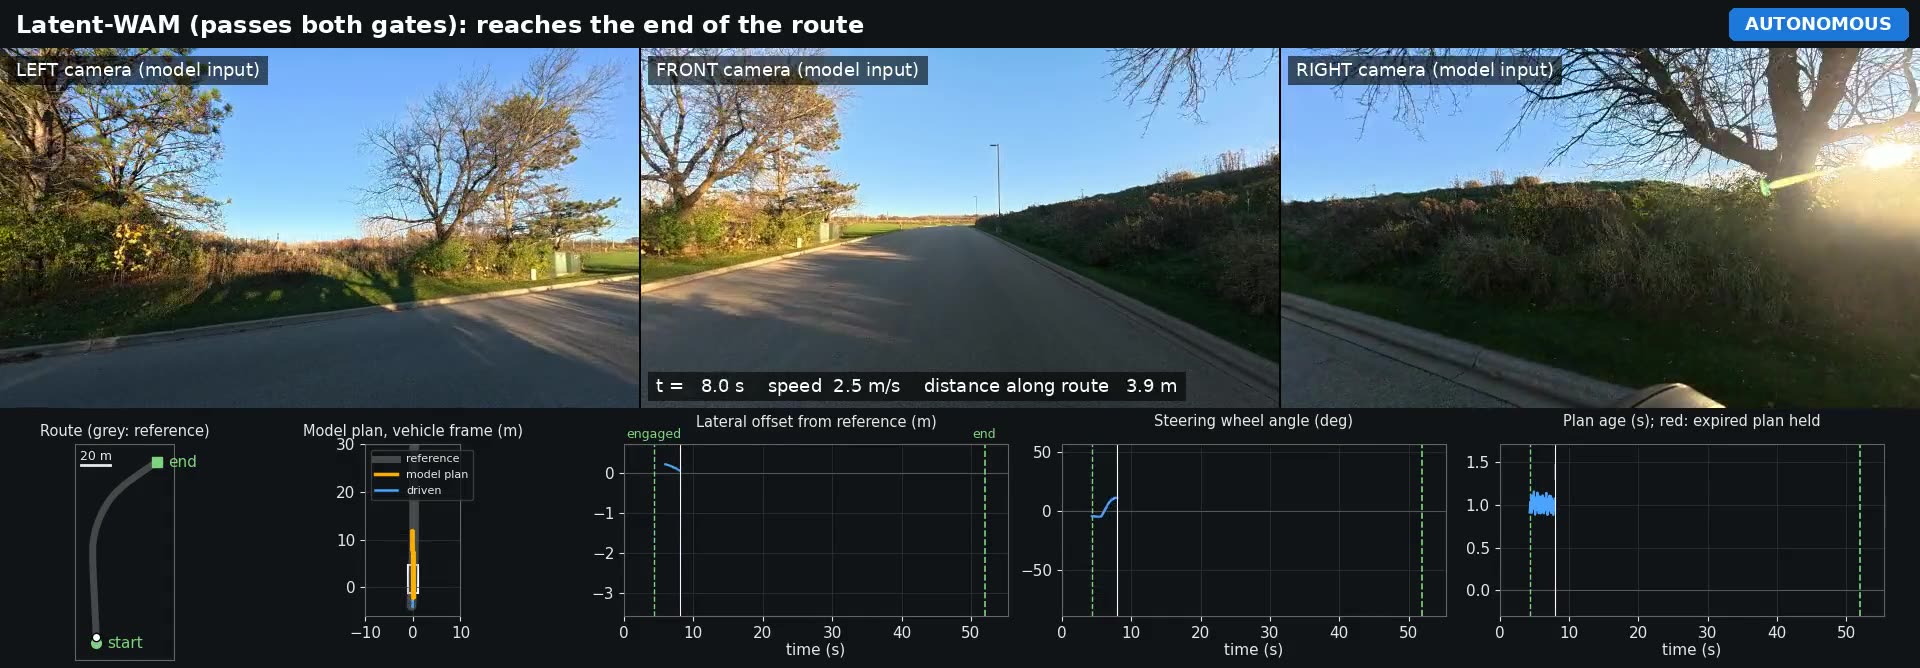 Latent-WAM (passes both gates): reaches the end of the route
AUTONOMOUS
LEFT camera (model input)
FRONT camera (model input)
RIGHT camera (model input)
t = 8.0 s speed 2.5 m/s distance along route 3.9 m
Route (grey: reference)
20 m
end
start
Model plan, vehicle frame (m)
30
20
10
0
−10 0 10
reference
model plan
driven
Lateral offset from reference (m)
engaged
end
0
−1
−2
−3
0 10 20 30 40 50
time (s)
Steering wheel angle (deg)
50
0
−50
0 10 20 30 40 50
time (s)
Plan age (s); red: expired plan held
1.5
1.0
0.5
0.0
0 10 20 30 40 50
time (s)